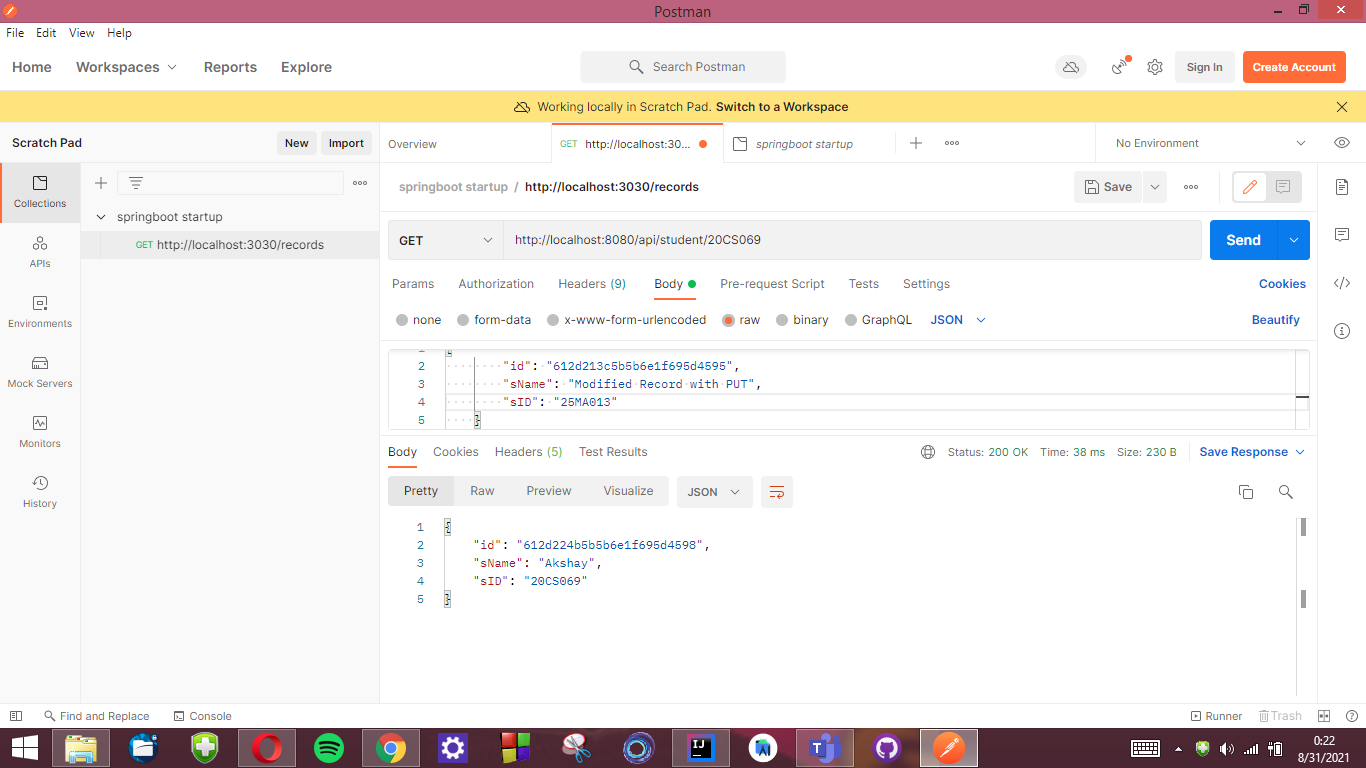 Postman
File Edit View Help
Home Workspaces Reports Explore Search Postman Sign In Create Account
Working locally in Scratch Pad. Switch to a Workspace
Scratch Pad New Import
Overview GET http://localhost:30... springboot startup No Environment
Collections
APIs
Environments
Mock Servers
Monitors
History
springboot startup
GET http://localhost:3030/records
springboot startup / http://localhost:3030/records Save
GET http://localhost:8080/api/student/20CS069 Send
Params Authorization Headers (9) Body Pre-request Script Tests Settings Cookies
none form-data x-www-form-urlencoded raw binary GraphQL JSON Beautify
1 {
2 "id": "612d213c5b5b6e1f695d4595",
3 "sName": "Modified Record with PUT",
4 "sID": "25MA013"
5 }
Body Cookies Headers (5) Test Results Status: 200 OK Time: 38 ms Size: 230 B Save Response
Pretty Raw Preview Visualize JSON
1 {
2 "id": "612d224b5b5b6e1f695d4598",
3 "sName": "Akshay",
4 "sID": "20CS069"
5 }
Find and Replace Console Runner Trash
0:22
8/31/2021